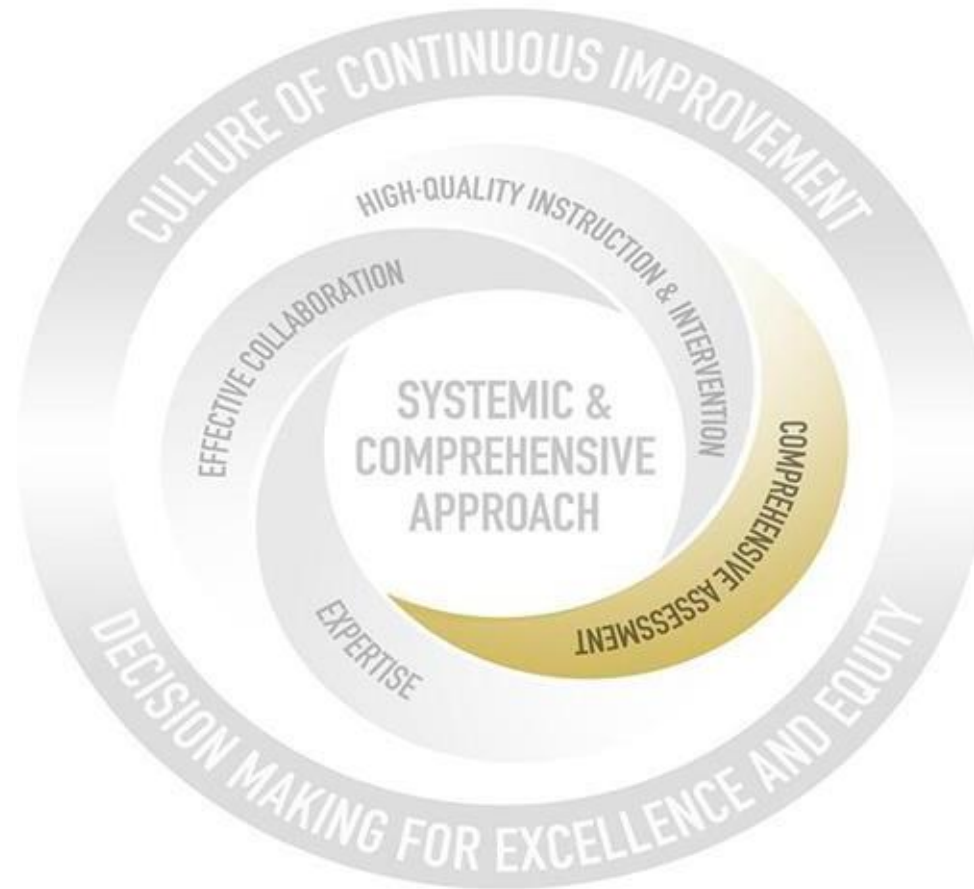 CULTURE OF CONTINUOUS IMPROVEMENT
HIGH-QUALITY INSTRUCTION & INTERVENTION
EFFECTIVE COLLABORATION
SYSTEMIC &
COMPREHENSIVE
APPROACH
COMPREHENSIVE ASSESSMENT
EXPERTISE
DECISION MAKING FOR EXCELLENCE AND EQUITY